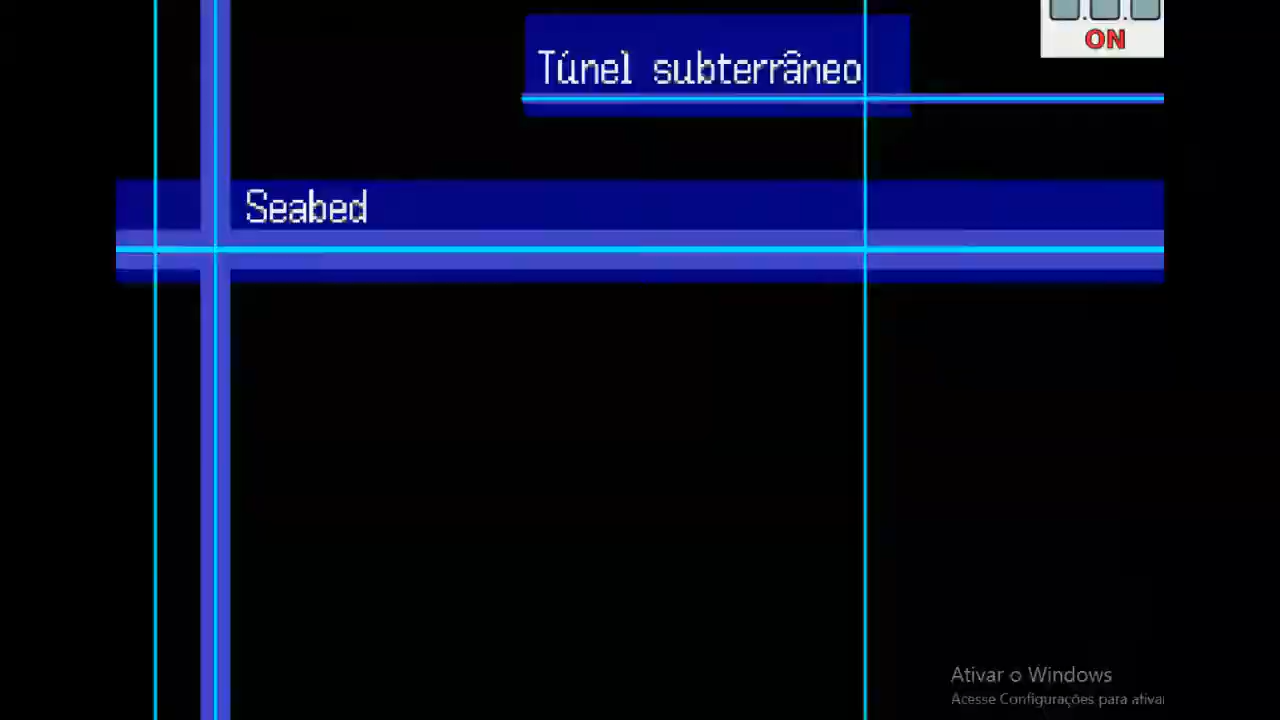 ON
Túnel subterrâneo
Seabed
Ativar o Windows
Acesse Configurações para ativar